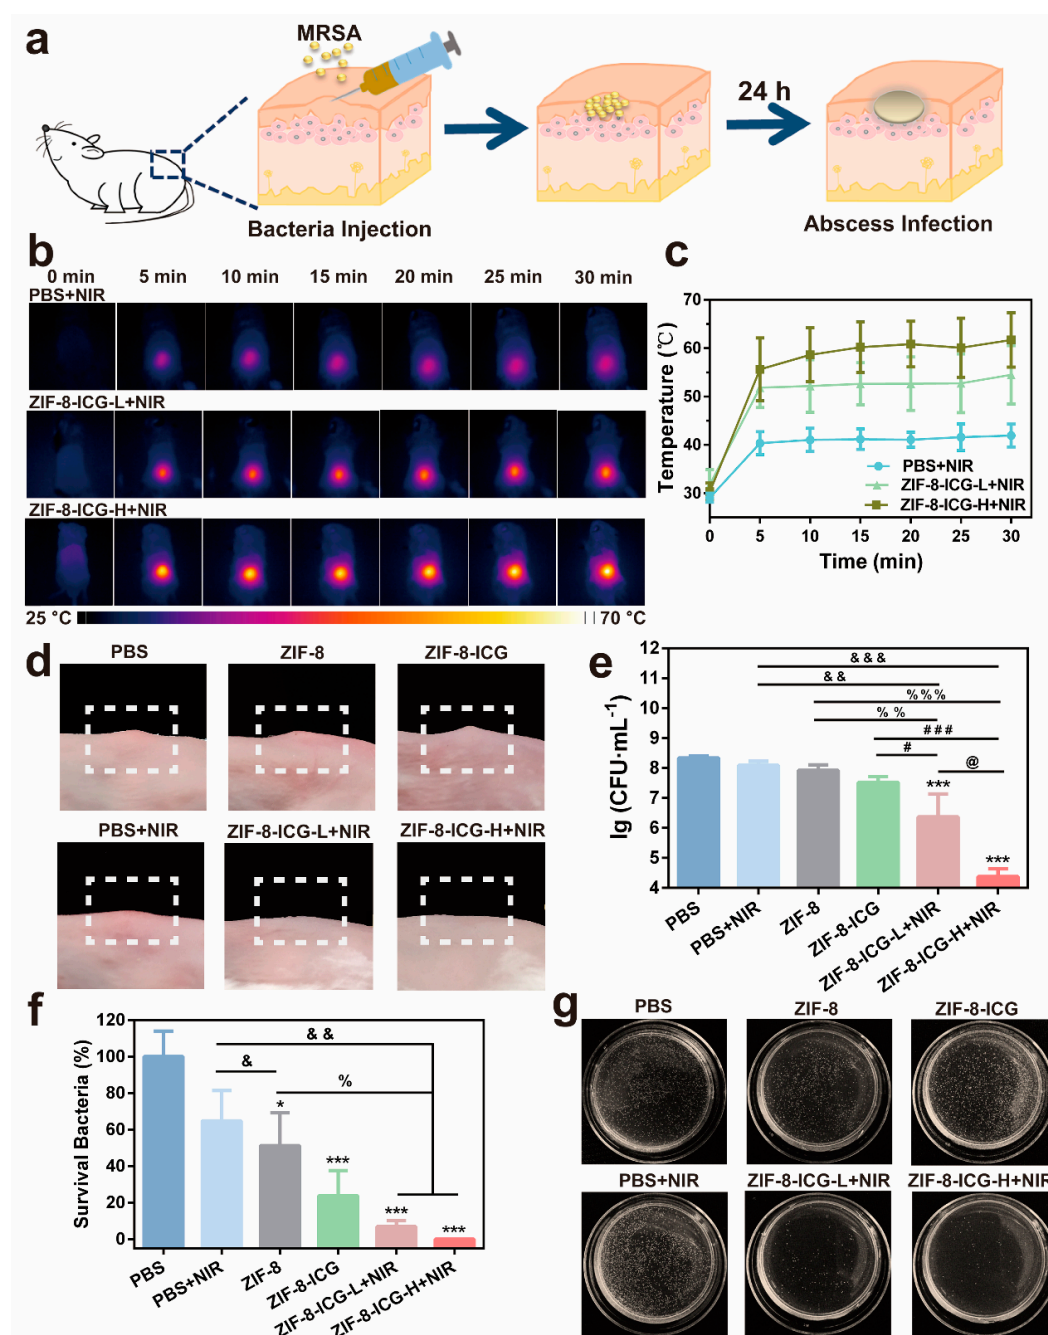 a
MRSA
24 h
Bacteria Injection
Abscess Infection
b
0 min 5 min 10 min 15 min 20 min 25 min 30 min
PBS+NIR
ZIF-8-ICG-L+NIR
ZIF-8-ICG-H+NIR
25 °C 70 °C
c
Temperature (℃)
70
60
50
40
30
PBS+NIR
ZIF-8-ICG-L+NIR
ZIF-8-ICG-H+NIR
0 5 10 15 20 25 30
Time (min)
d
PBS ZIF-8 ZIF-8-ICG
PBS+NIR ZIF-8-ICG-L+NIR ZIF-8-ICG-H+NIR
e
lg (CFU·mL⁻¹)
12
11
10
9
8
7
6
5
4
& & &
& &
% % %
% %
# # #
#
@
***
***
PBS
PBS+NIR
ZIF-8
ZIF-8-ICG
ZIF-8-ICG-L+NIR
ZIF-8-ICG-H+NIR
f
Survival Bacteria (%)
120
100
80
60
40
20
0
& &
&
%
*
***
***
***
PBS
PBS+NIR
ZIF-8
ZIF-8-ICG
ZIF-8-ICG-L+NIR
ZIF-8-ICG-H+NIR
g
PBS ZIF-8 ZIF-8-ICG
PBS+NIR ZIF-8-ICG-L+NIR ZIF-8-ICG-H+NIR